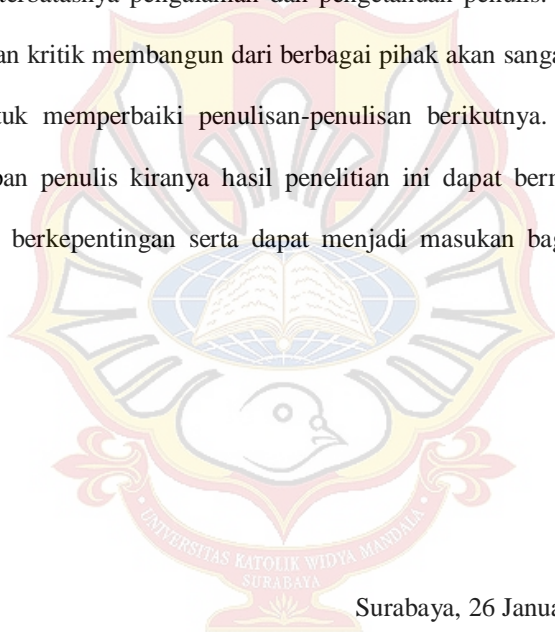 terbatasnya pengalaman dan pengetahuan penulis.
an kritik membangun dari berbagai pihak akan sanga
tuk memperbaiki penulisan-penulisan berikutnya.
pan penulis kiranya hasil penelitian ini dapat ber
berkepentingan serta dapat menjadi masukan bag
UNIVERSITAS KATOLIK WIDYA MANDALA
SURABAYA
Surabaya, 26 Janua